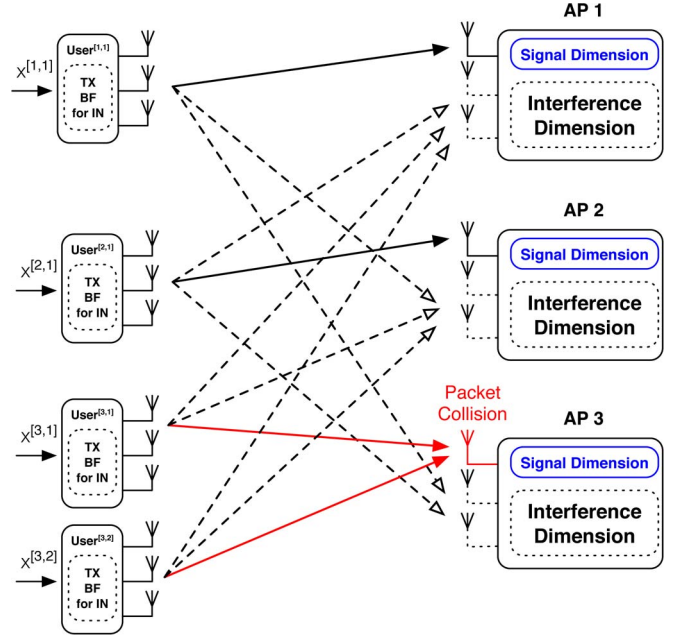 AP 1
User[1,1]
X[1,1]
TX
BF
for IN
Signal Dimension
Interference
Dimension
AP 2
User[2,1]
X[2,1]
TX
BF
for IN
Signal Dimension
Interference
Dimension
Packet
Collision
AP 3
User[3,1]
X[3,1]
TX
BF
for IN
Signal Dimension
Interference
Dimension
User[3,2]
X[3,2]
TX
BF
for IN